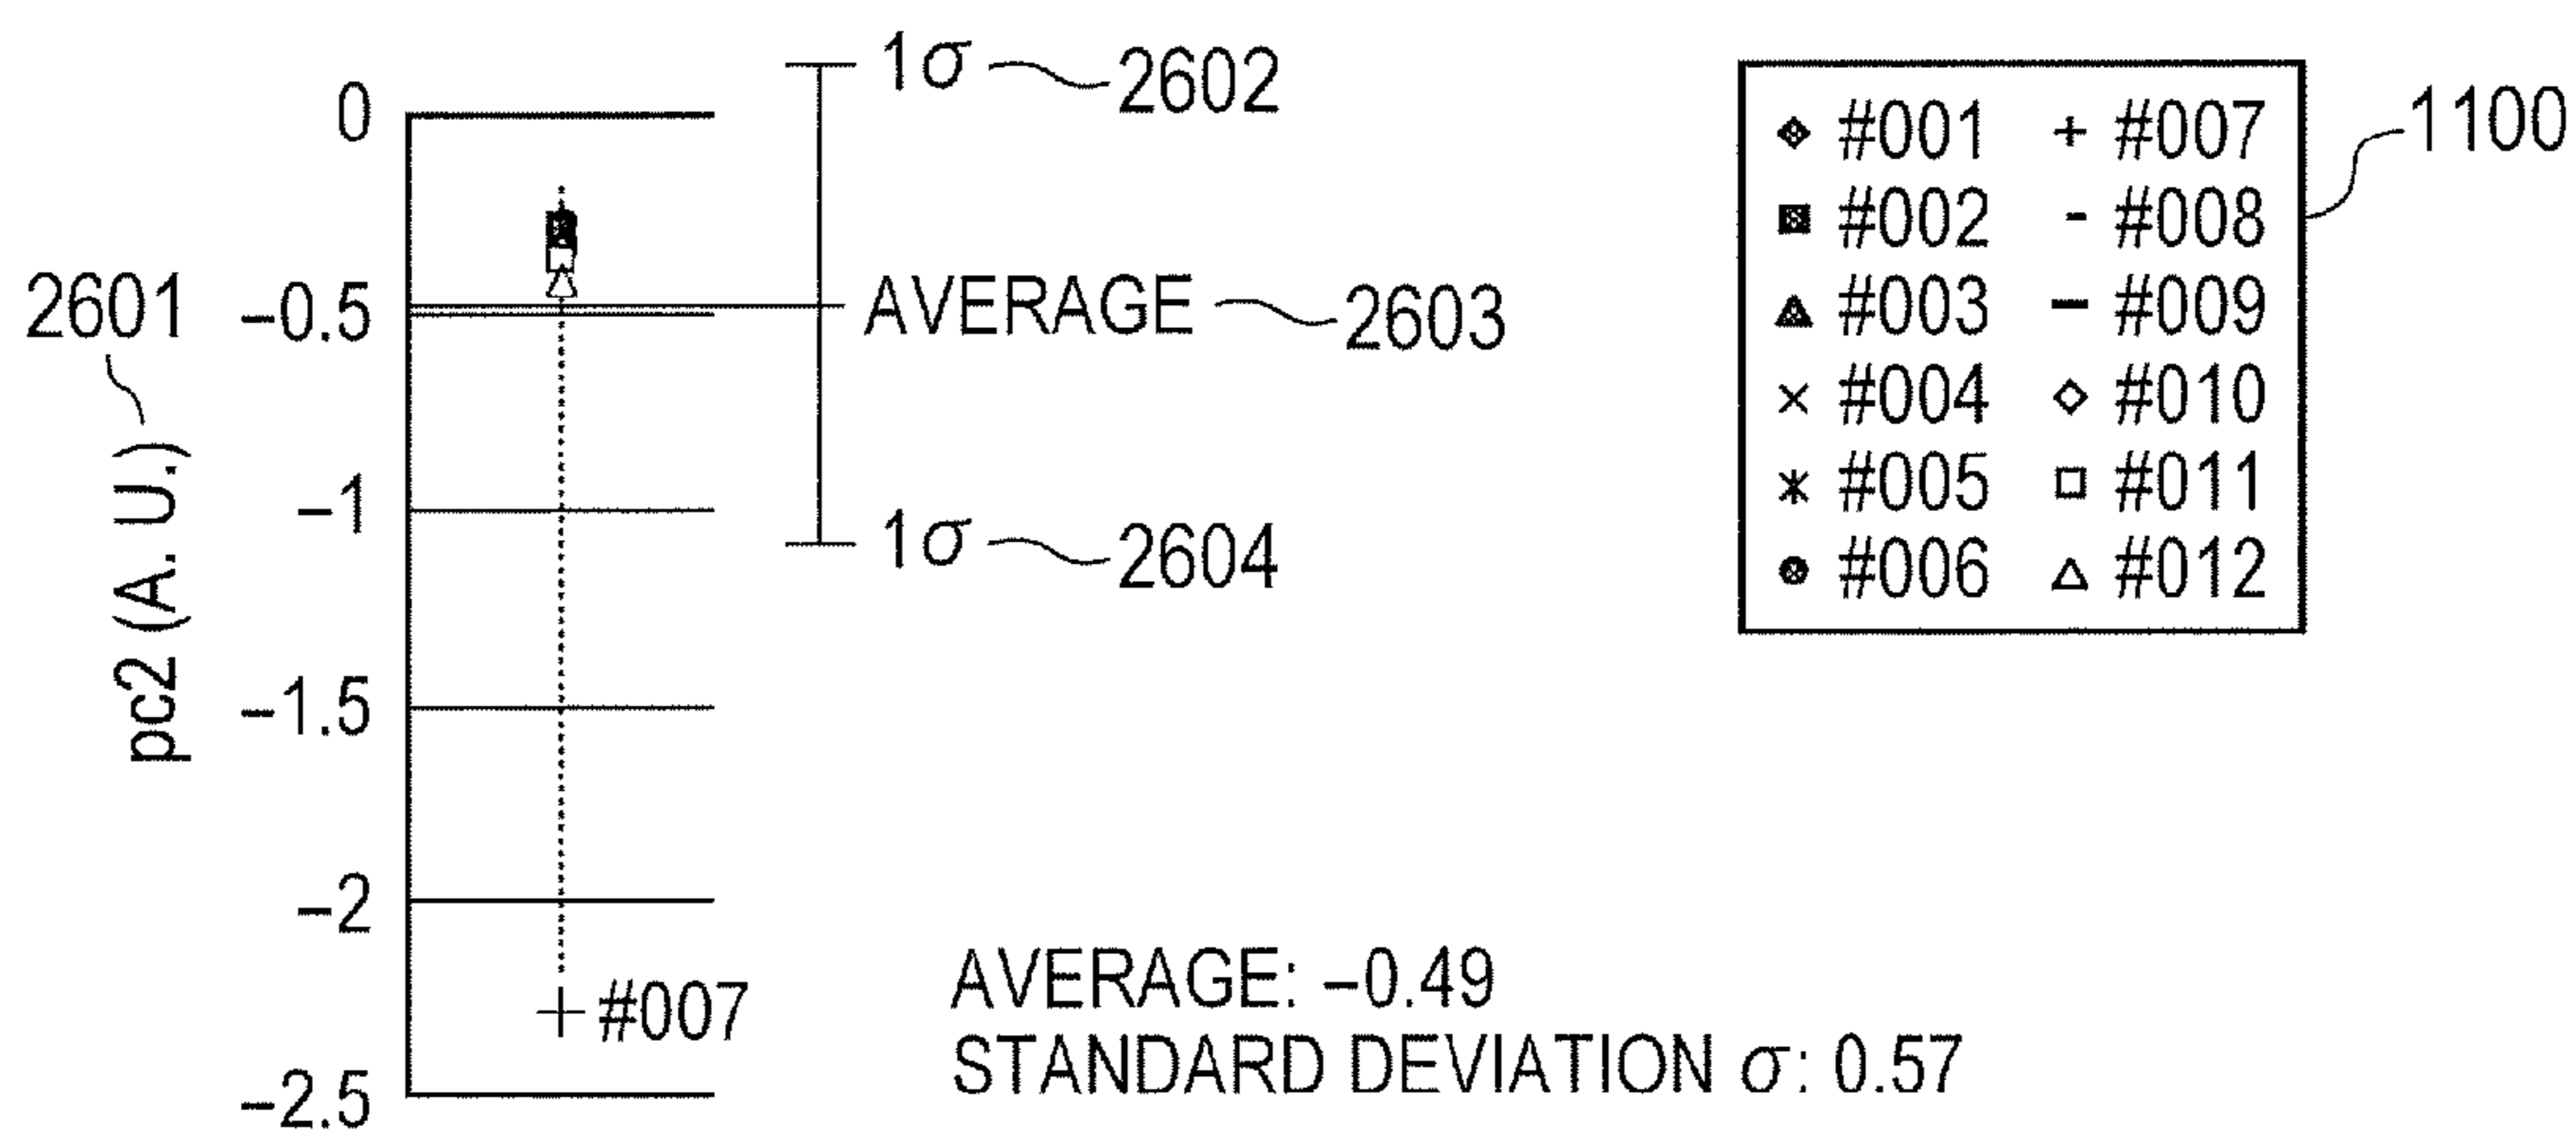 1σ 2602
0
AVERAGE 2603
2601
−0.5
−1
1σ 2604
pc2 (A. U.)
−1.5
−2
#007
−2.5
AVERAGE: −0.49
STANDARD DEVIATION σ: 0.57
1100
#001 #007
#002 #008
#003 #009
#004 #010
#005 #011
#006 #012